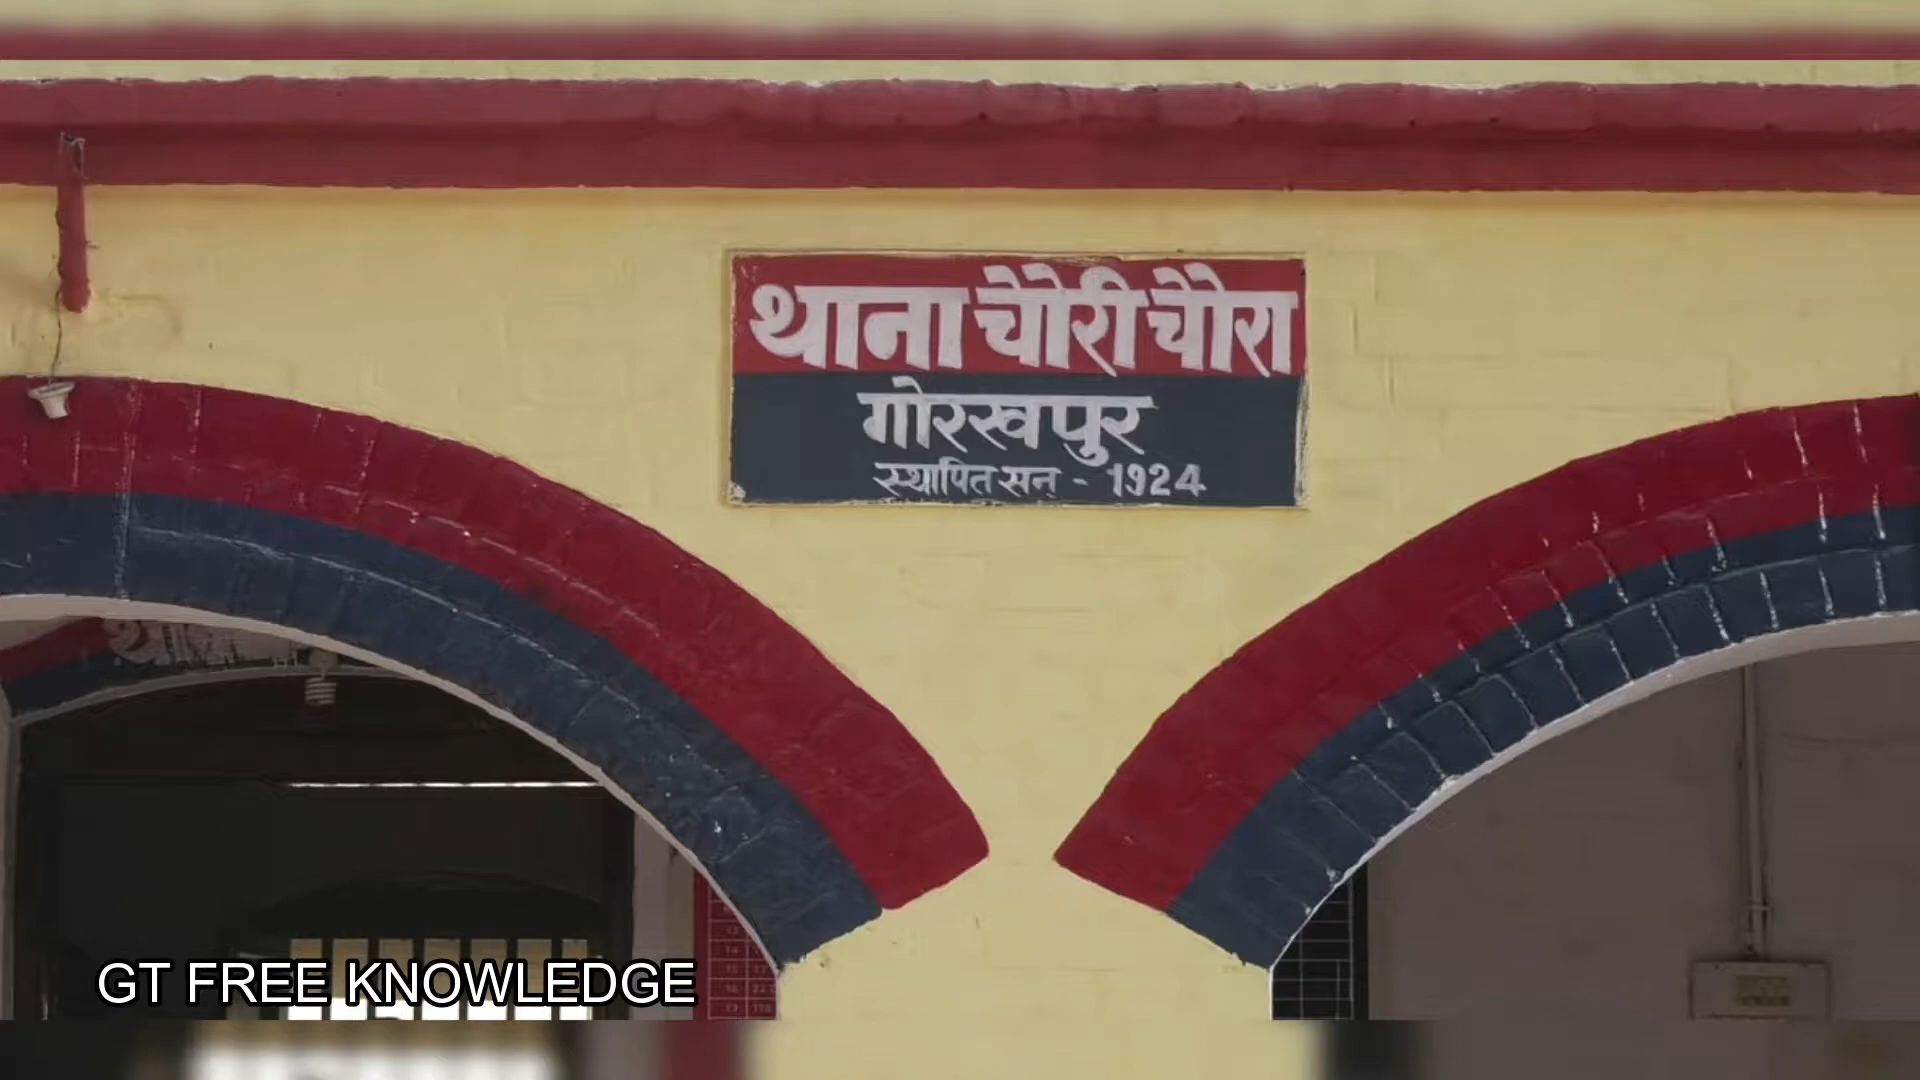 थाना चौरी चौरा
गोरखपुर
स्थापित सन् - 1924
GT FREE KNOWLEDGE